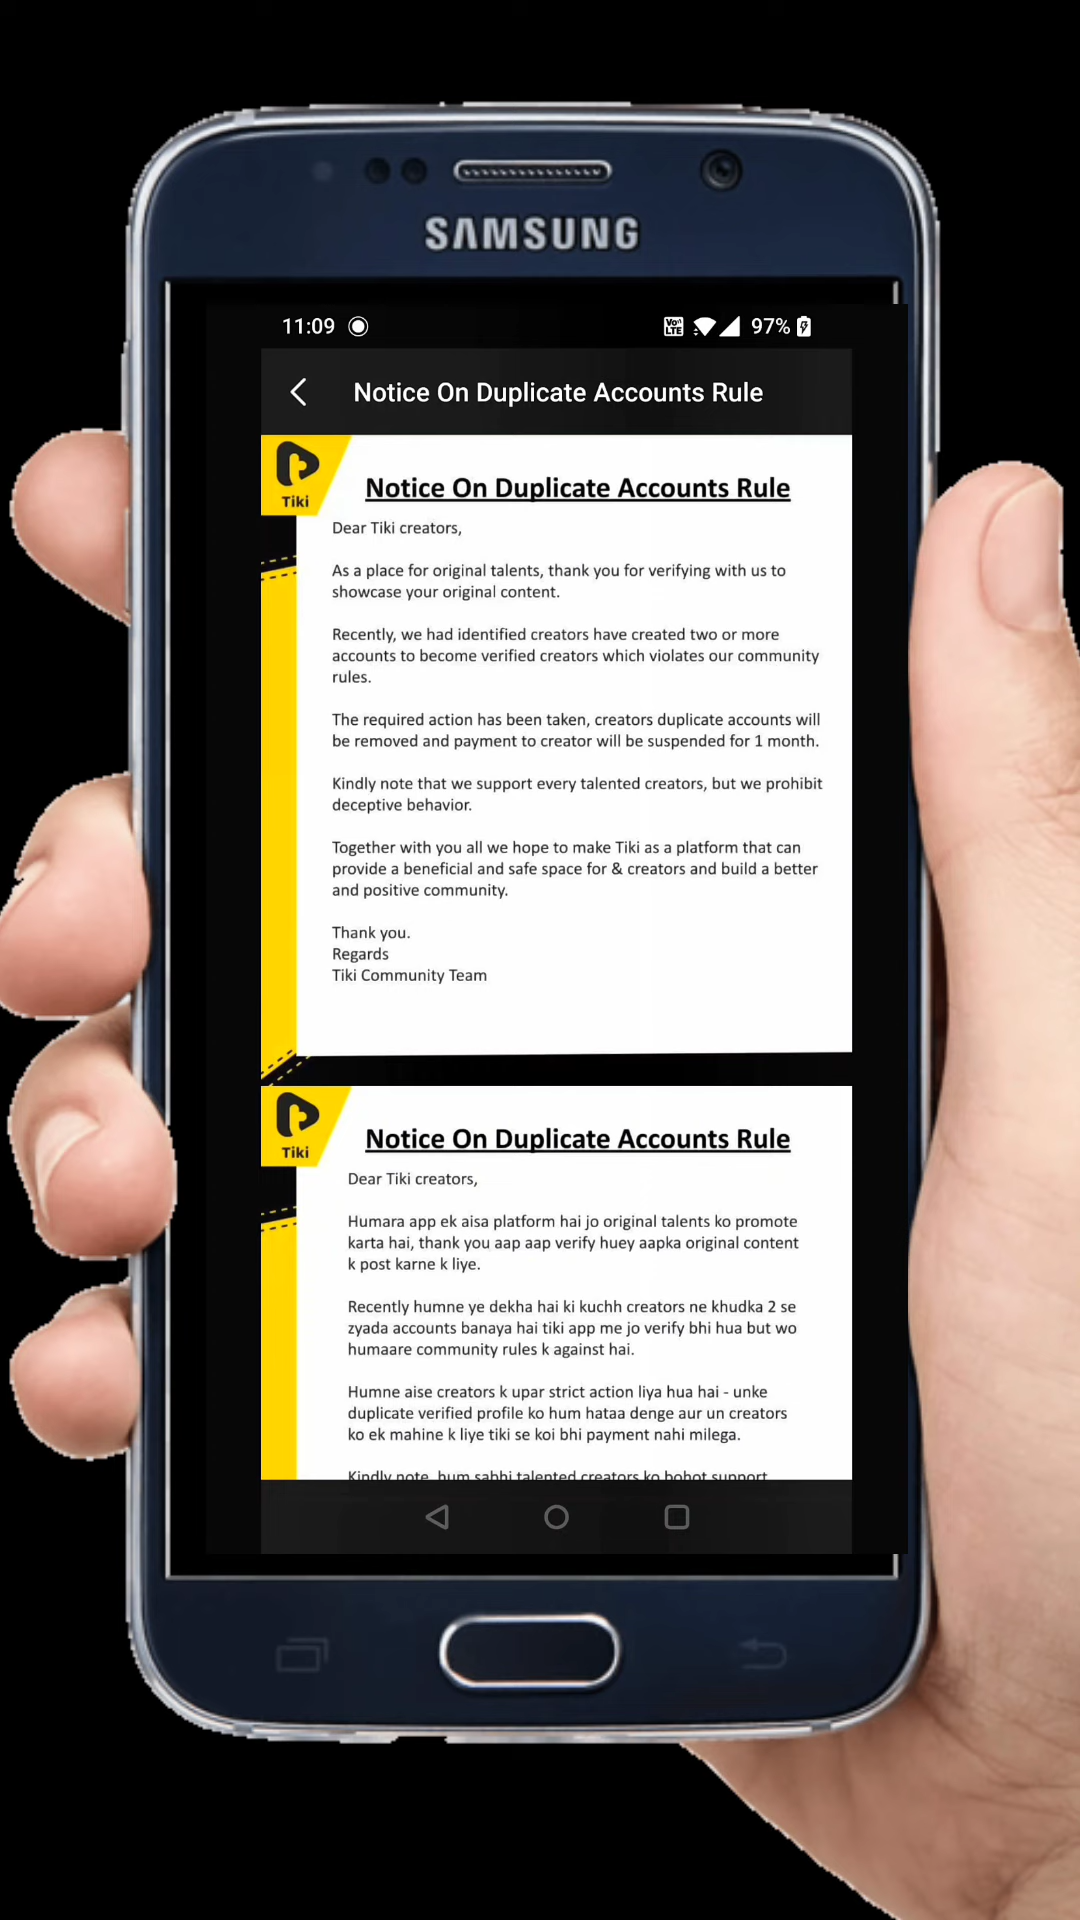 SAMSUNG
11:09
Vo))
LTE
97%
Notice On Duplicate Accounts Rule
Tiki
Notice On Duplicate Accounts Rule
Dear Tiki creators,
As a place for original talents, thank you for verifying with us to
showcase your original content.
Recently, we had identified creators have created two or more
accounts to become verified creators which violates our community
rules.
The required action has been taken, creators duplicate accounts will
be removed and payment to creator will be suspended for 1 month.
Kindly note that we support every talented creators, but we prohibit
deceptive behavior.
Together with you all we hope to make Tiki as a platform that can
provide a beneficial and safe space for & creators and build a better
and positive community.
Thank you.
Regards
Tiki Community Team
Tiki
Notice On Duplicate Accounts Rule
Dear Tiki creators,
Humara app ek aisa platform hai jo original talents ko promote
karta hai, thank you aap aap verify huey aapka original content
k post karne k liye.
Recently humne ye dekha hai ki kuchh creators ne khudka 2 se
zyada accounts banaya hai tiki app me jo verify bhi hua but wo
humaare community rules k against hai.
Humne aise creators k upar strict action liya hua hai - unke
duplicate verified profile ko hum hataa denge aur un creators
ko ek mahine k liye tiki se koi bhi payment nahi milega.
Kindly note, hum sabhi talented creators ko bohot support